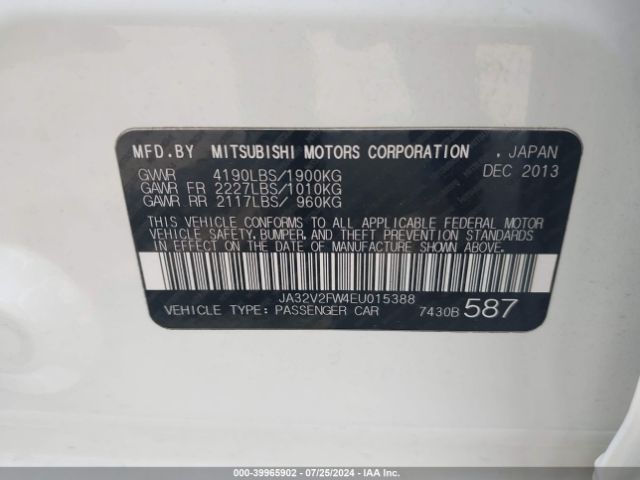 MFD.BY MITSUBISHI MOTORS CORPORATION , JAPAN
GVWR 4190LBS/1900KG DEC 2013
GAWR FR 2227LBS/1010KG
GAWR RR 2117LBS/ 960KG
THIS VEHICLE CONFORMS TO ALL APPLICABLE FEDERAL MOTOR
VEHICLE SAFETY, BUMPER, AND THEFT PREVENTION STANDARDS
IN EFFECT ON THE DATE OF MANUFACTURE SHOWN ABOVE.
JA32V2FW4EU015388
VEHICLE TYPE: PASSENGER CAR 7430B 587
000-39965902 - 07/25/2024 - IAA Inc.